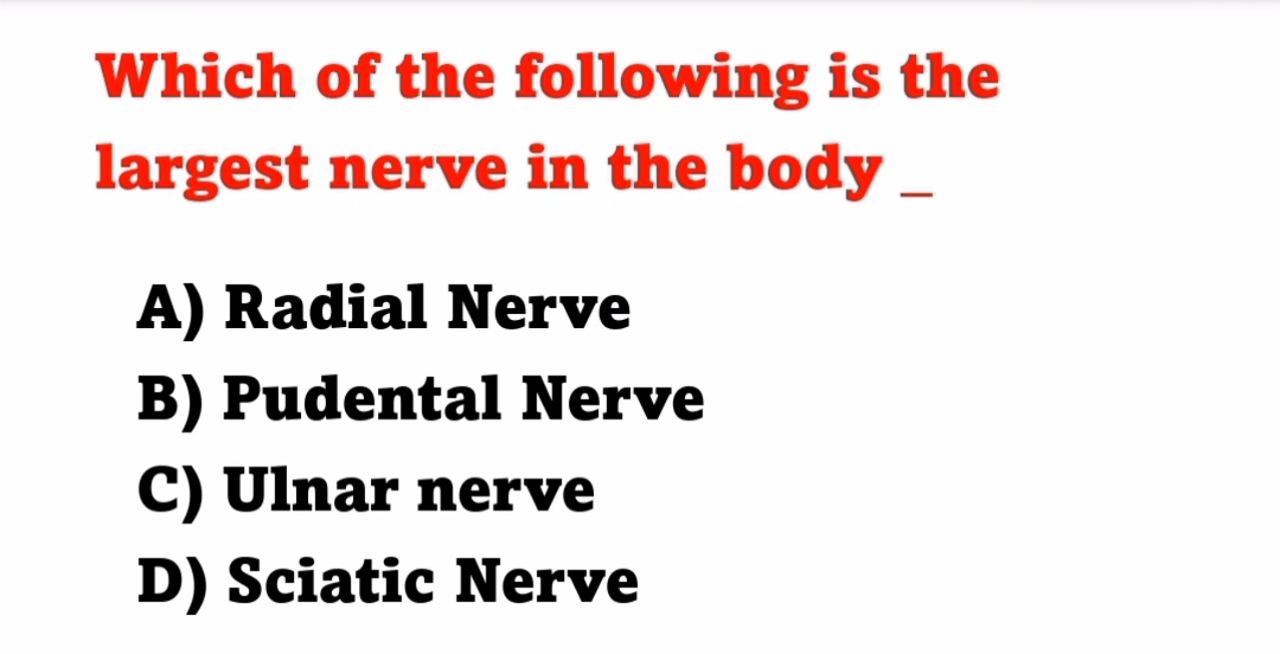 Which of the following is the
largest nerve in the body _
A) Radial Nerve
B) Pudental Nerve
C) Ulnar nerve
D) Sciatic Nerve